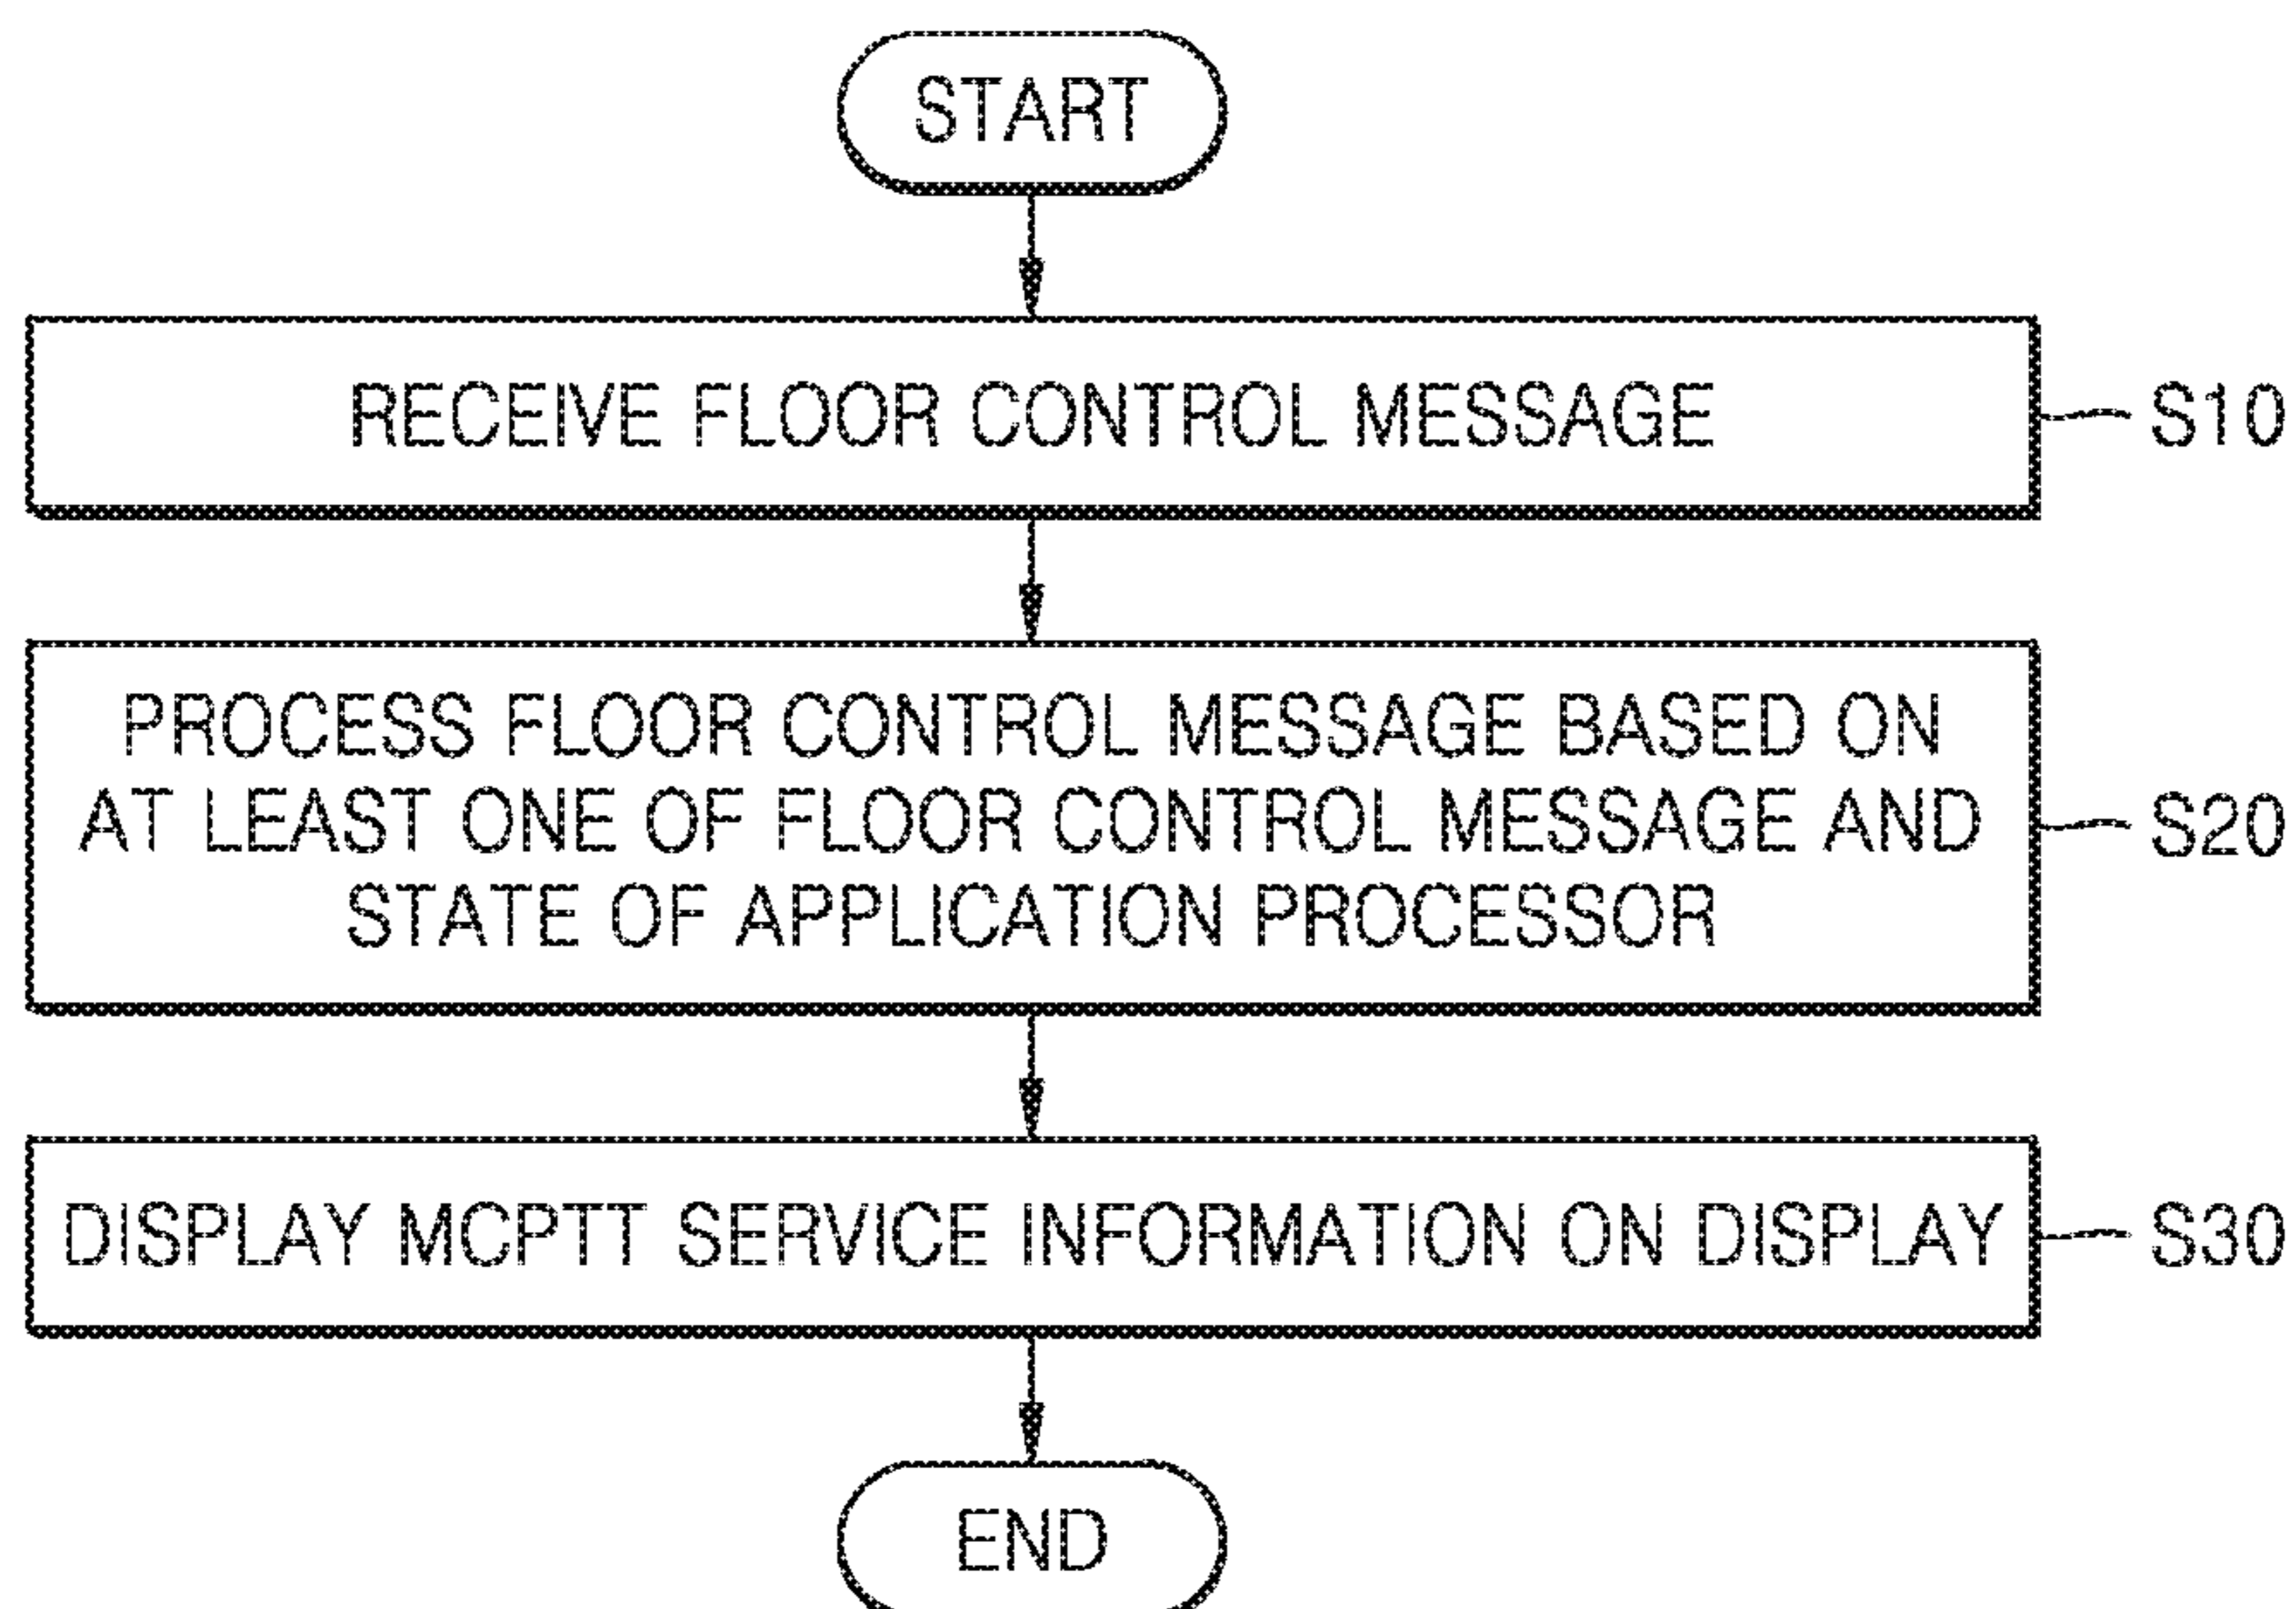 START
RECEIVE FLOOR CONTROL MESSAGE
S10
PROCESS FLOOR CONTROL MESSAGE BASED ON
AT LEAST ONE OF FLOOR CONTROL MESSAGE AND
STATE OF APPLICATION PROCESSOR
S20
DISPLAY MCPTT SERVICE INFORMATION ON DISPLAY
S30
END